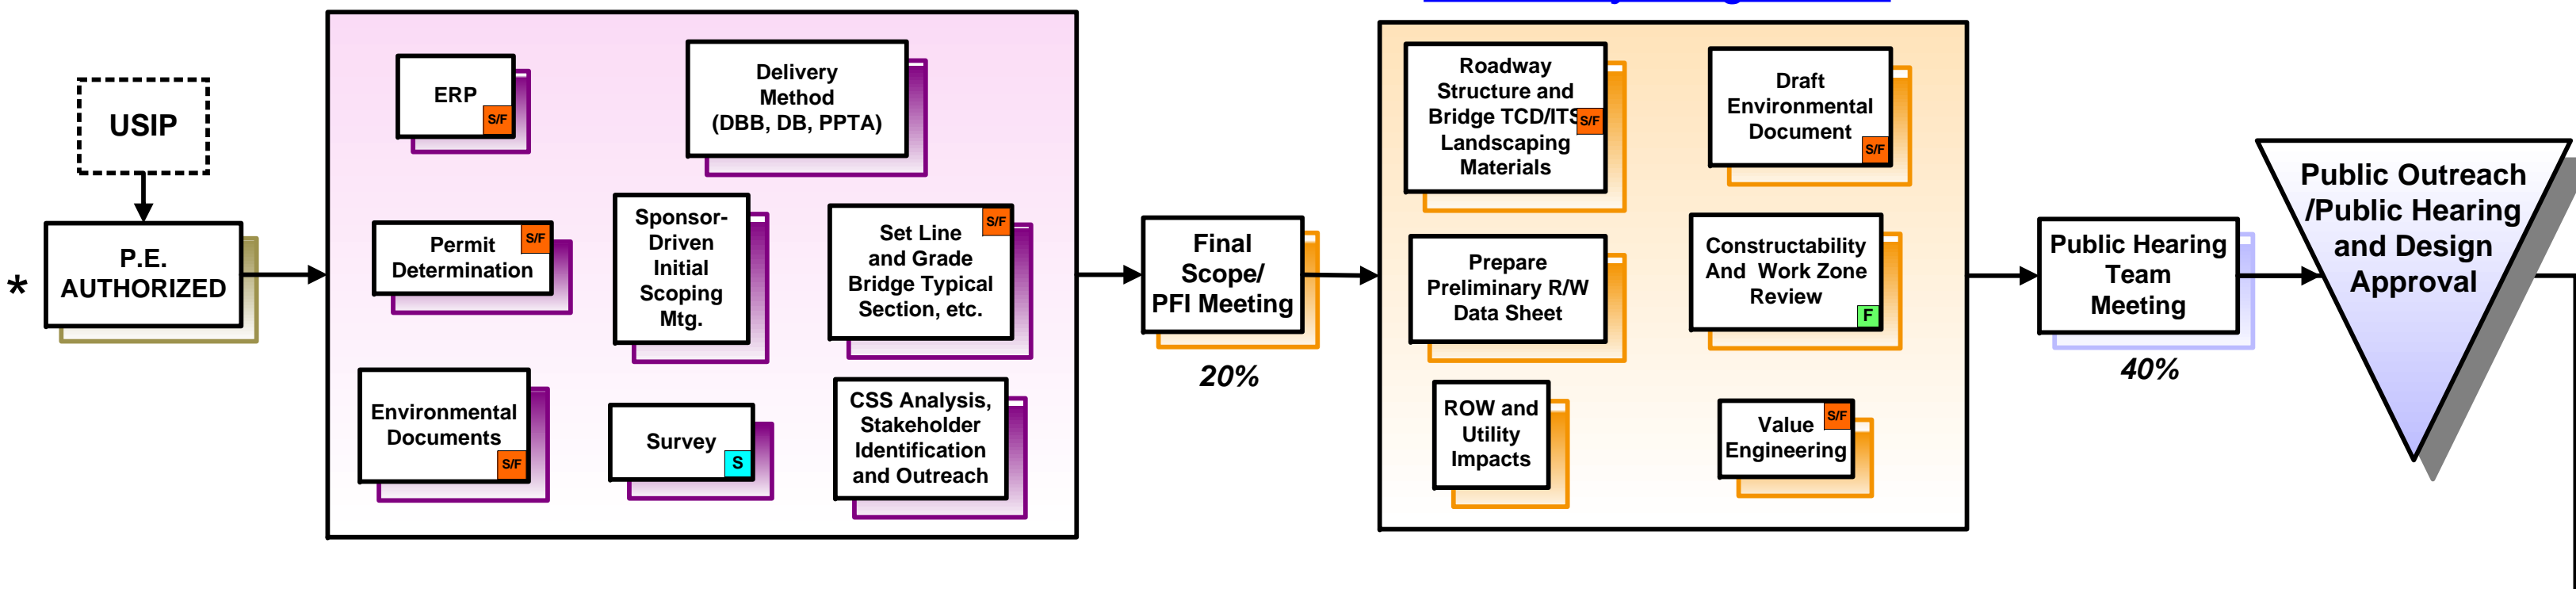 USIP
*
P.E.
AUTHORIZED
ERP
S/F
Delivery
Method
(DBB, DB, PPTA)
Permit
Determination
S/F
Sponsor-
Driven
Initial
Scoping
Mtg.
Set Line
and Grade
Bridge Typical
Section, etc.
S/F
Environmental
Documents
S/F
Survey
S
CSS Analysis,
Stakeholder
Identification
and Outreach
Final
Scope/
PFI Meeting
20%
Roadway
Structure and
Bridge TCD/ITS
Landscaping
Materials
S/F
Draft
Environmental
Document
S/F
Prepare
Preliminary R/W
Data Sheet
Constructability
And Work Zone
Review
F
ROW and
Utility
Impacts
Value
Engineering
S/F
Public Hearing
Team
Meeting
40%
Public Outreach
/Public Hearing
and Design
Approval